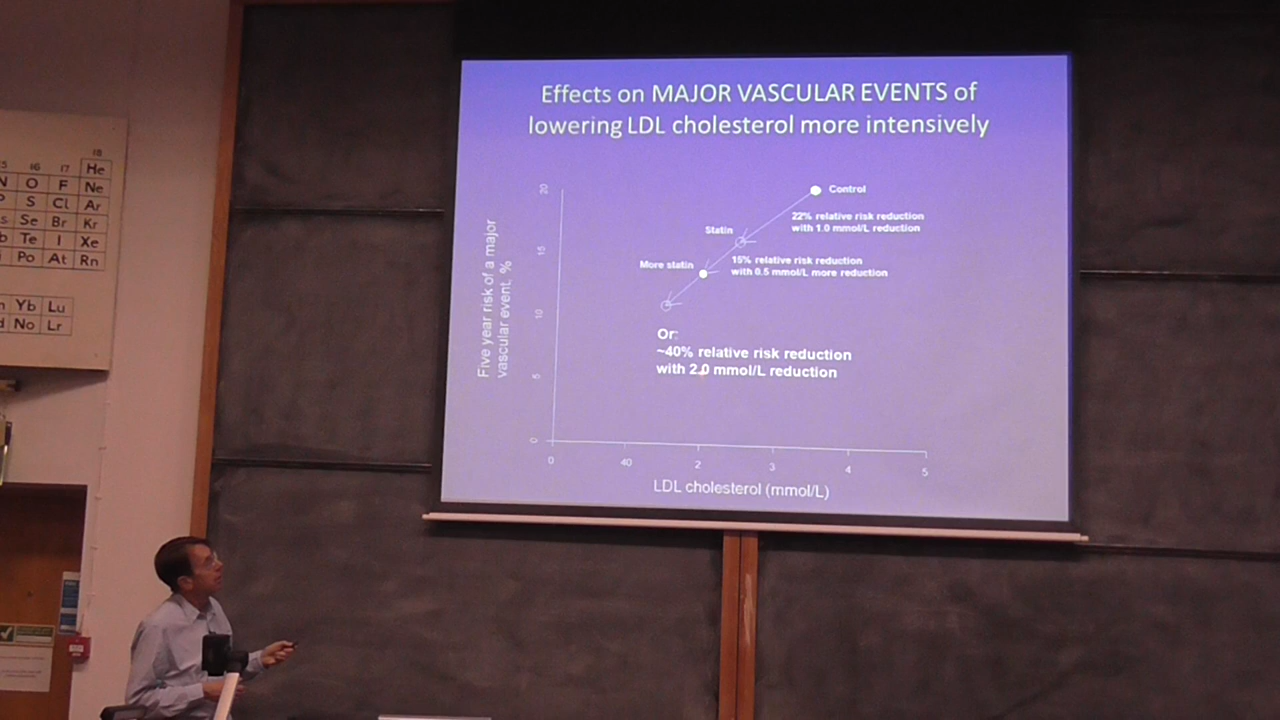 Effects on MAJOR VASCULAR EVENTS of
lowering LDL cholesterol more intensively
Five year risk of a major
vascular event, %
20
15
10
5
0
Control
22% relative risk reduction
with 1.0 mmol/L reduction
Statin
15% relative risk reduction
with 0.5 mmol/L more reduction
More statin
Or:
~40% relative risk reduction
with 2.0 mmol/L reduction
0 40 2 3 4 5
LDL cholesterol (mmol/L)
18
16 17 He
O F Ne
S Cl Ar
Se Br Kr
Te I Xe
Po At Rn
Yb Lu
No Lr